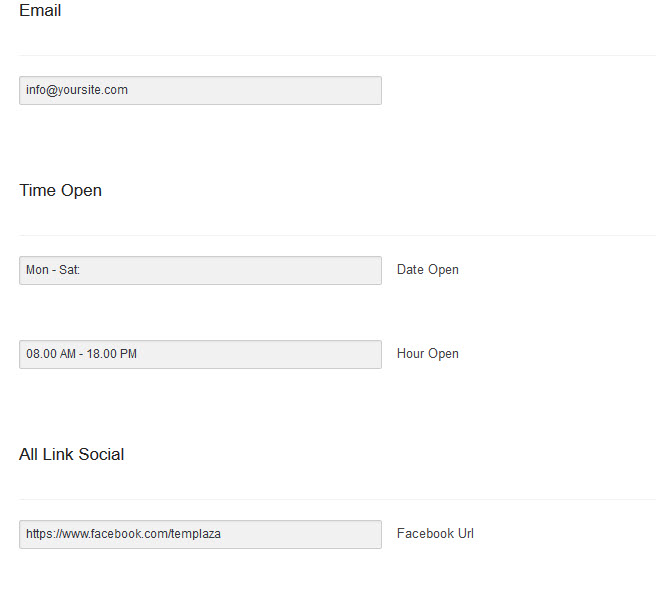 Email
info@yoursite.com
Time Open
Mon - Sat:
Date Open
08.00 AM - 18.00 PM
Hour Open
All Link Social
https://www.facebook.com/templaza
Facebook Url